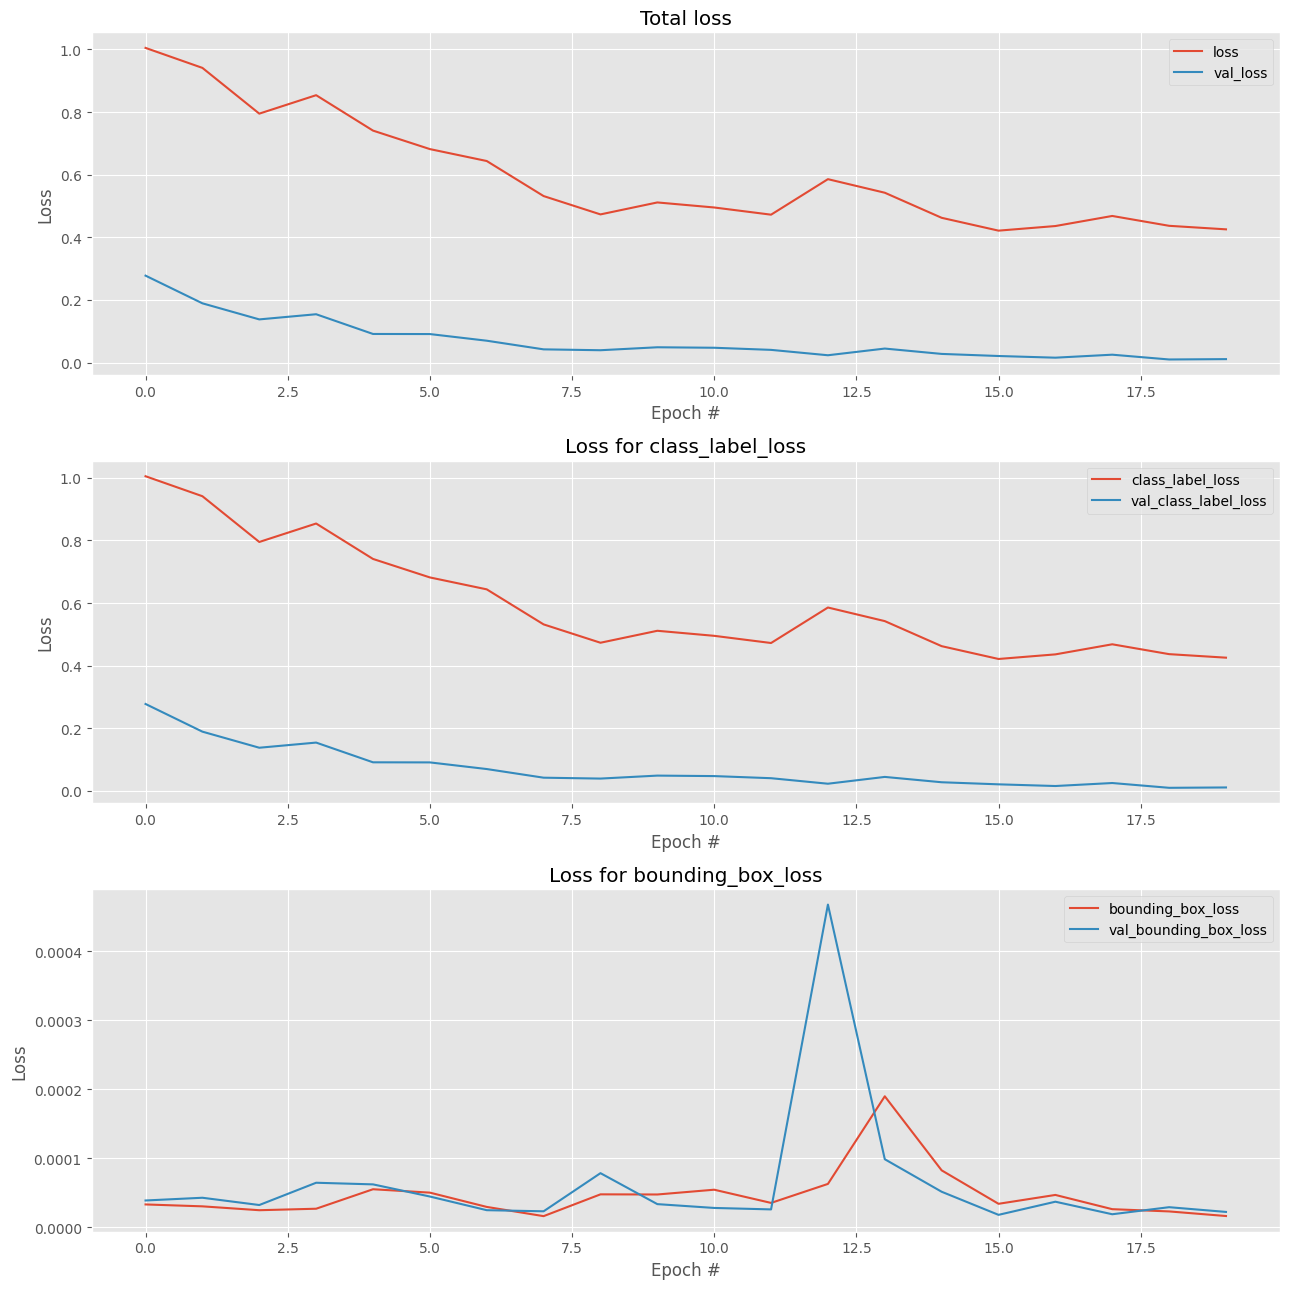 Total loss
loss
val_loss
1.0
0.8
0.6
0.4
0.2
0.0
Loss
0.0 2.5 5.0 7.5 10.0 12.5 15.0 17.5
Epoch #
Loss for class_label_loss
class_label_loss
val_class_label_loss
1.0
0.8
0.6
0.4
0.2
0.0
Loss
0.0 2.5 5.0 7.5 10.0 12.5 15.0 17.5
Epoch #
Loss for bounding_box_loss
bounding_box_loss
val_bounding_box_loss
0.0004
0.0003
0.0002
0.0001
0.0000
Loss
0.0 2.5 5.0 7.5 10.0 12.5 15.0 17.5
Epoch #